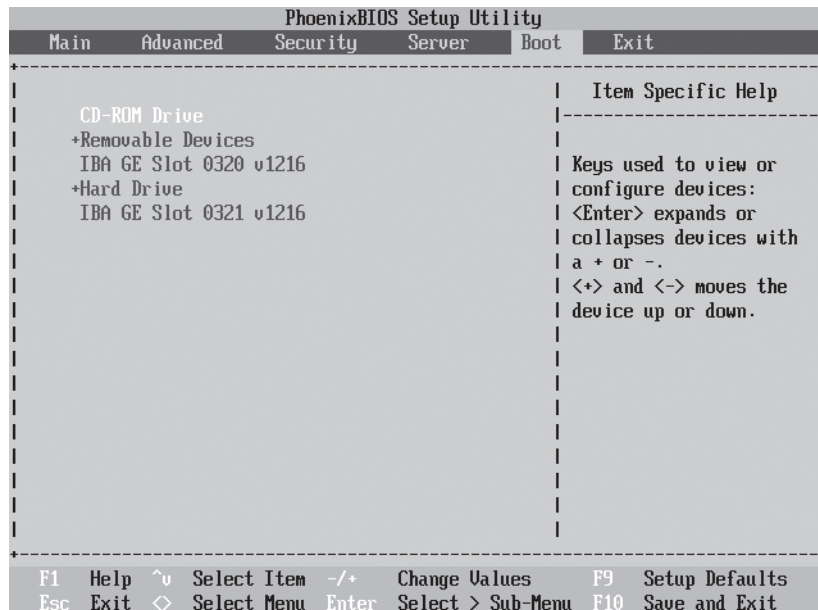 PhoenixBIOS Setup Utility
Main Advanced Security Server Boot Exit
Item Specific Help
CD-ROM Drive
+Removable Devices
IBA GE Slot 0320 v1216
+Hard Drive
IBA GE Slot 0321 v1216
Keys used to view or
configure devices:
<Enter> expands or
collapses devices with
a + or -.
<+> and <-> moves the
device up or down.
F1 Help ^v Select Item -/+ Change Values F9 Setup Defaults
Esc Exit <> Select Menu Enter Select > Sub-Menu F10 Save and Exit